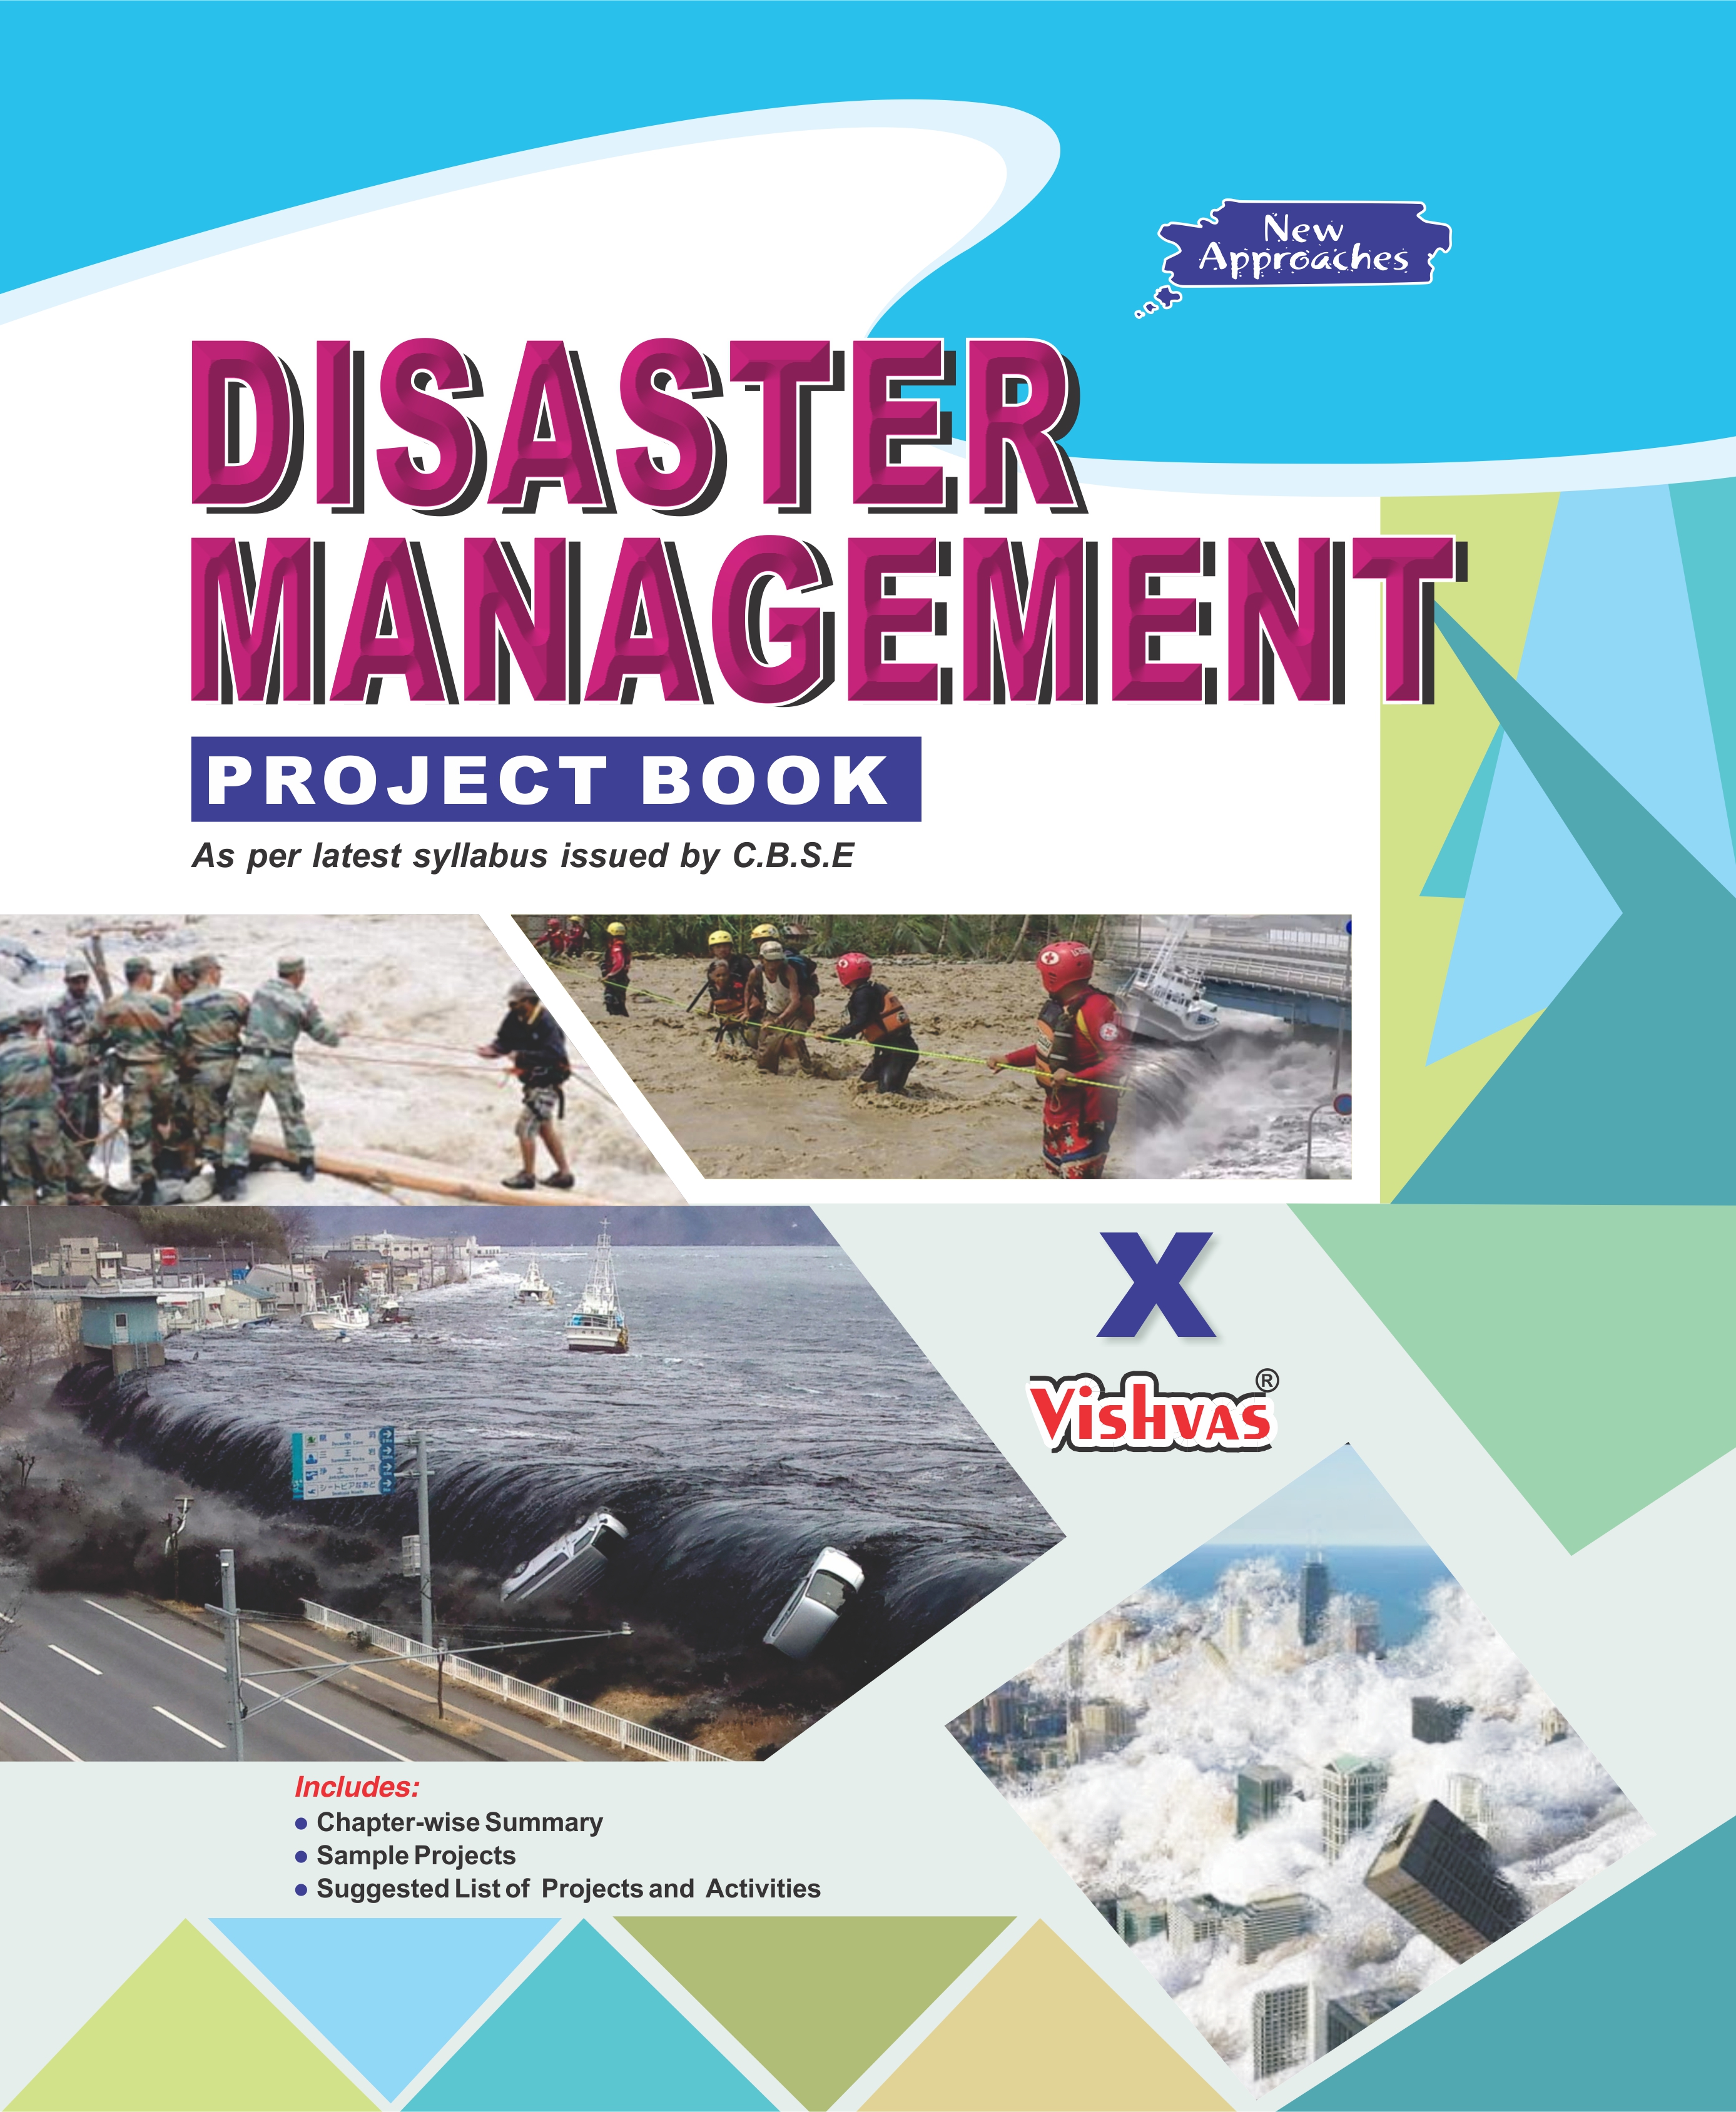 New
Approaches
DISASTER
MANAGEMENT
PROJECT BOOK
As per latest syllabus issued by C.B.S.E
X
Vishvas®
Includes:
• Chapter-wise Summary
• Sample Projects
• Suggested List of Projects and Activities